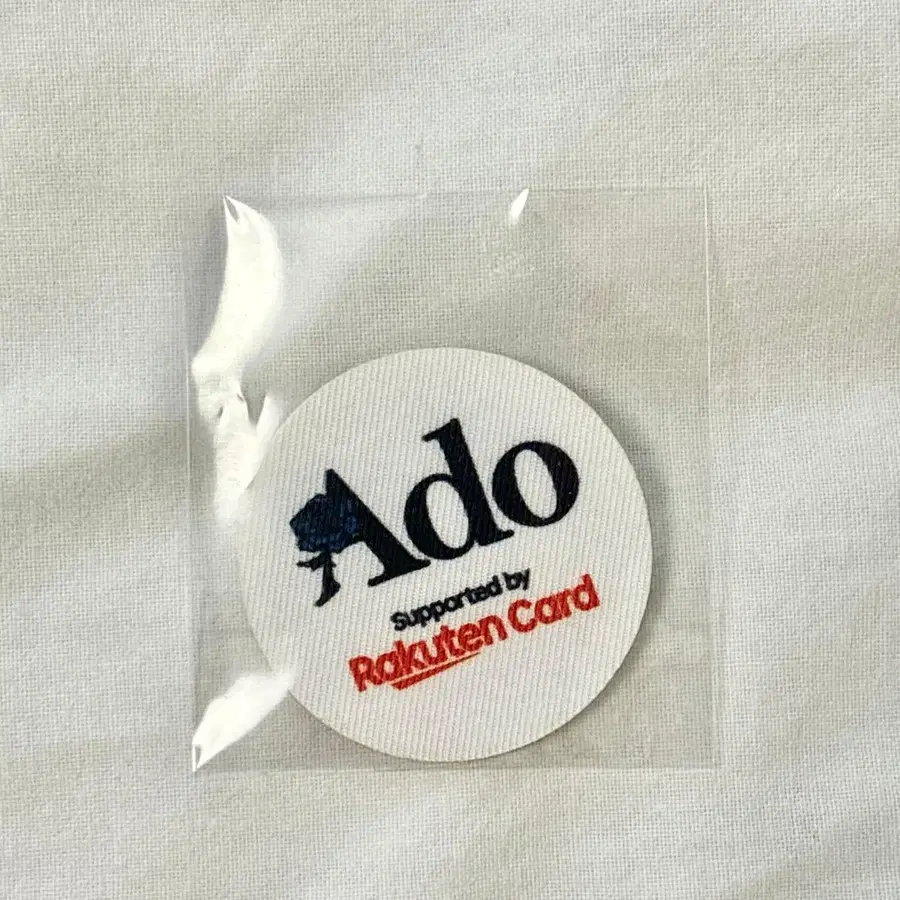 Ado
Supported by
Rakuten Card